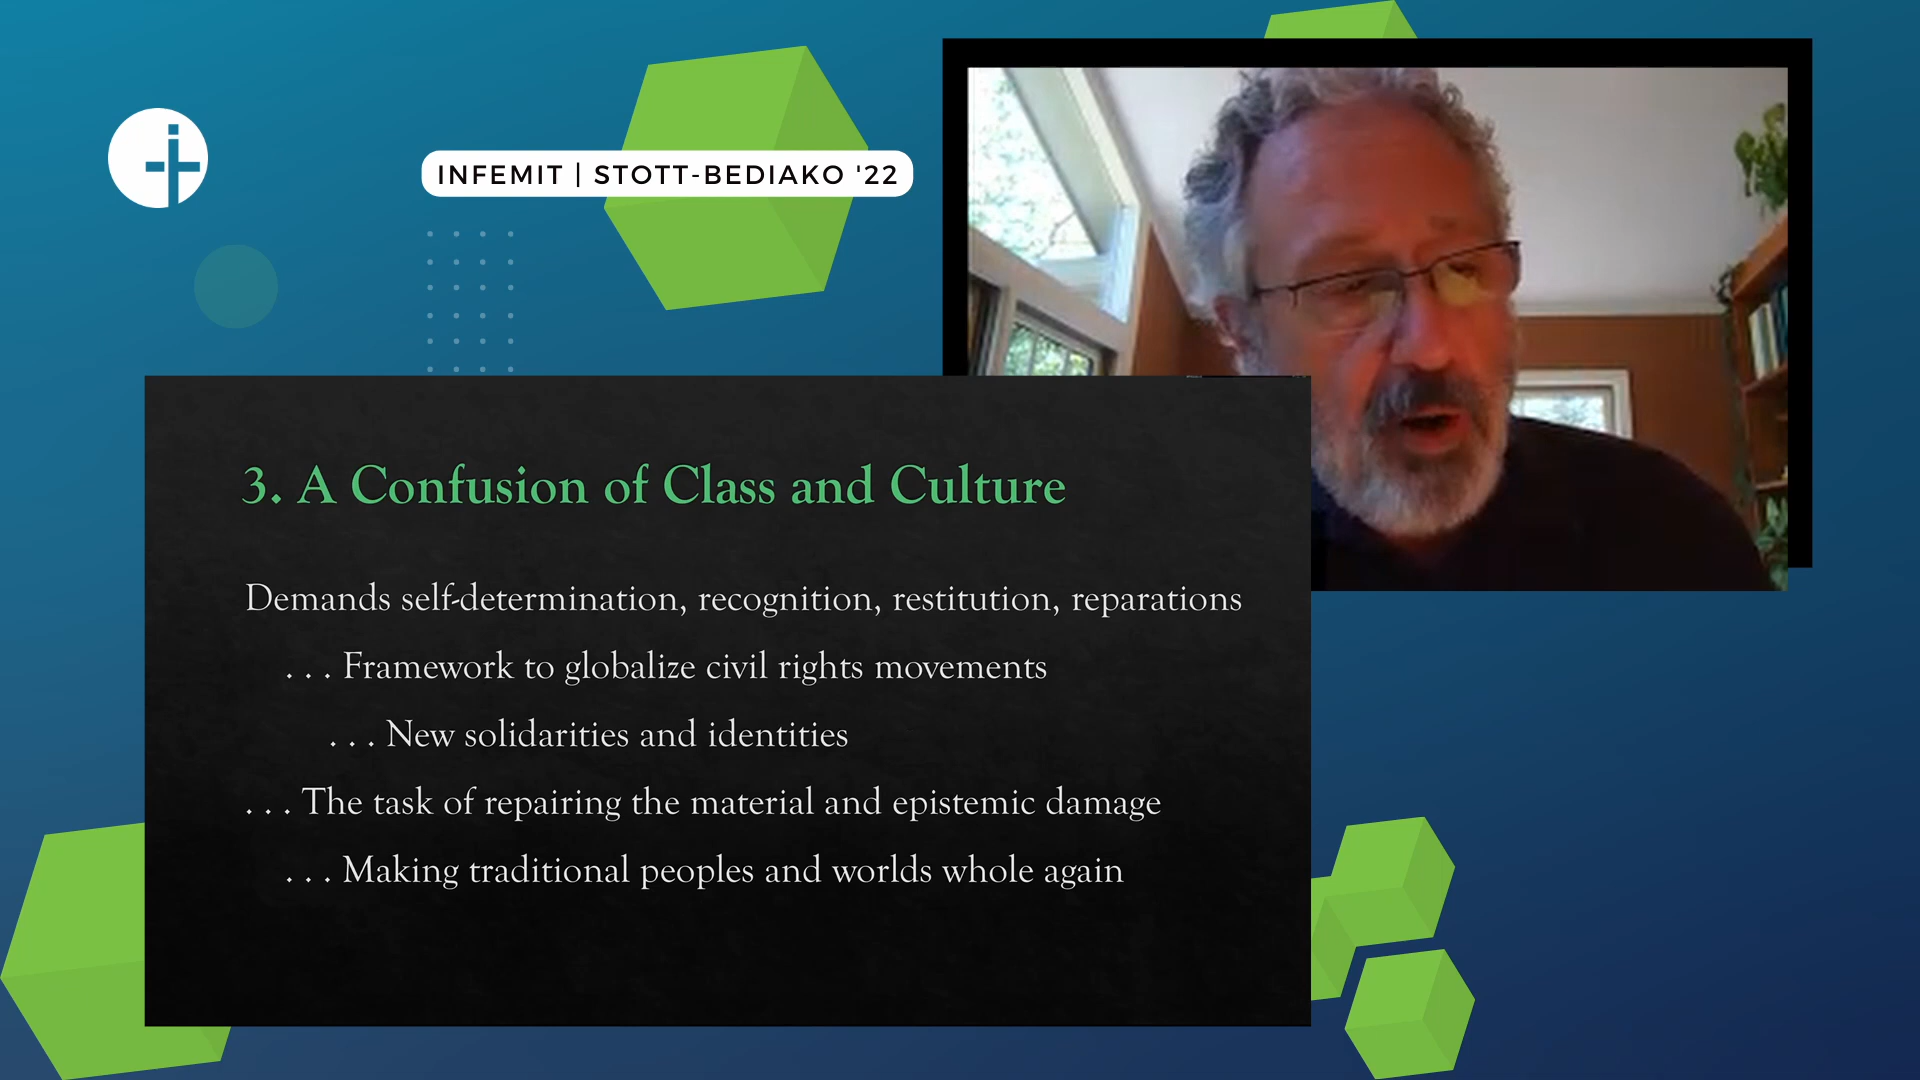 INFEMIT | STOTT-BEDIAKO '22
3. A Confusion of Class and Culture
Demands self-determination, recognition, restitution, reparations
. . . Framework to globalize civil rights movements
. . . New solidarities and identities
. . . The task of repairing the material and epistemic damage
. . . Making traditional peoples and worlds whole again